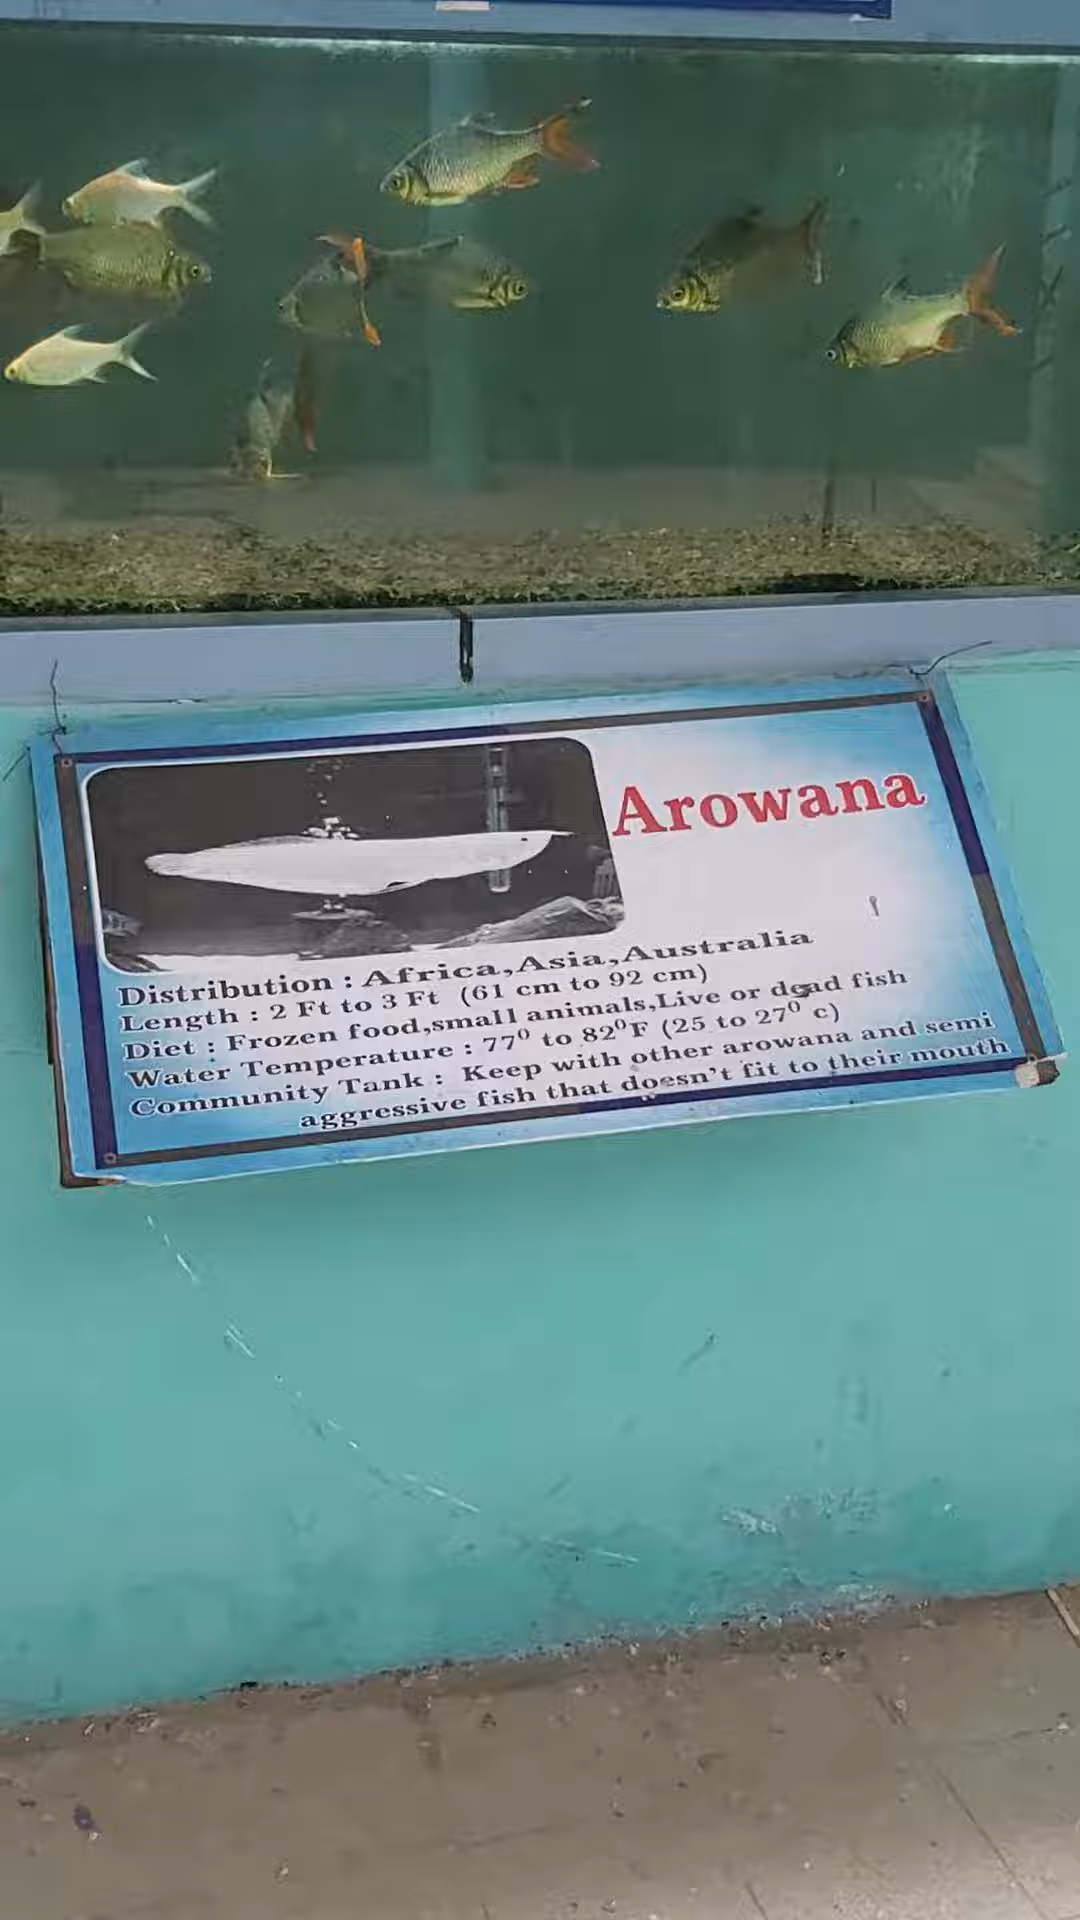 Arowana
Distribution : Africa,Asia,Australia
Length : 2 Ft to 3 Ft (61 cm to 92 cm)
Diet : Frozen food,small animals,Live or dead fish
Water Temperature : 77⁰ to 82⁰F (25 to 27⁰ c)
Community Tank : Keep with other arowana and semi
aggressive fish that doesn't fit to their mouth